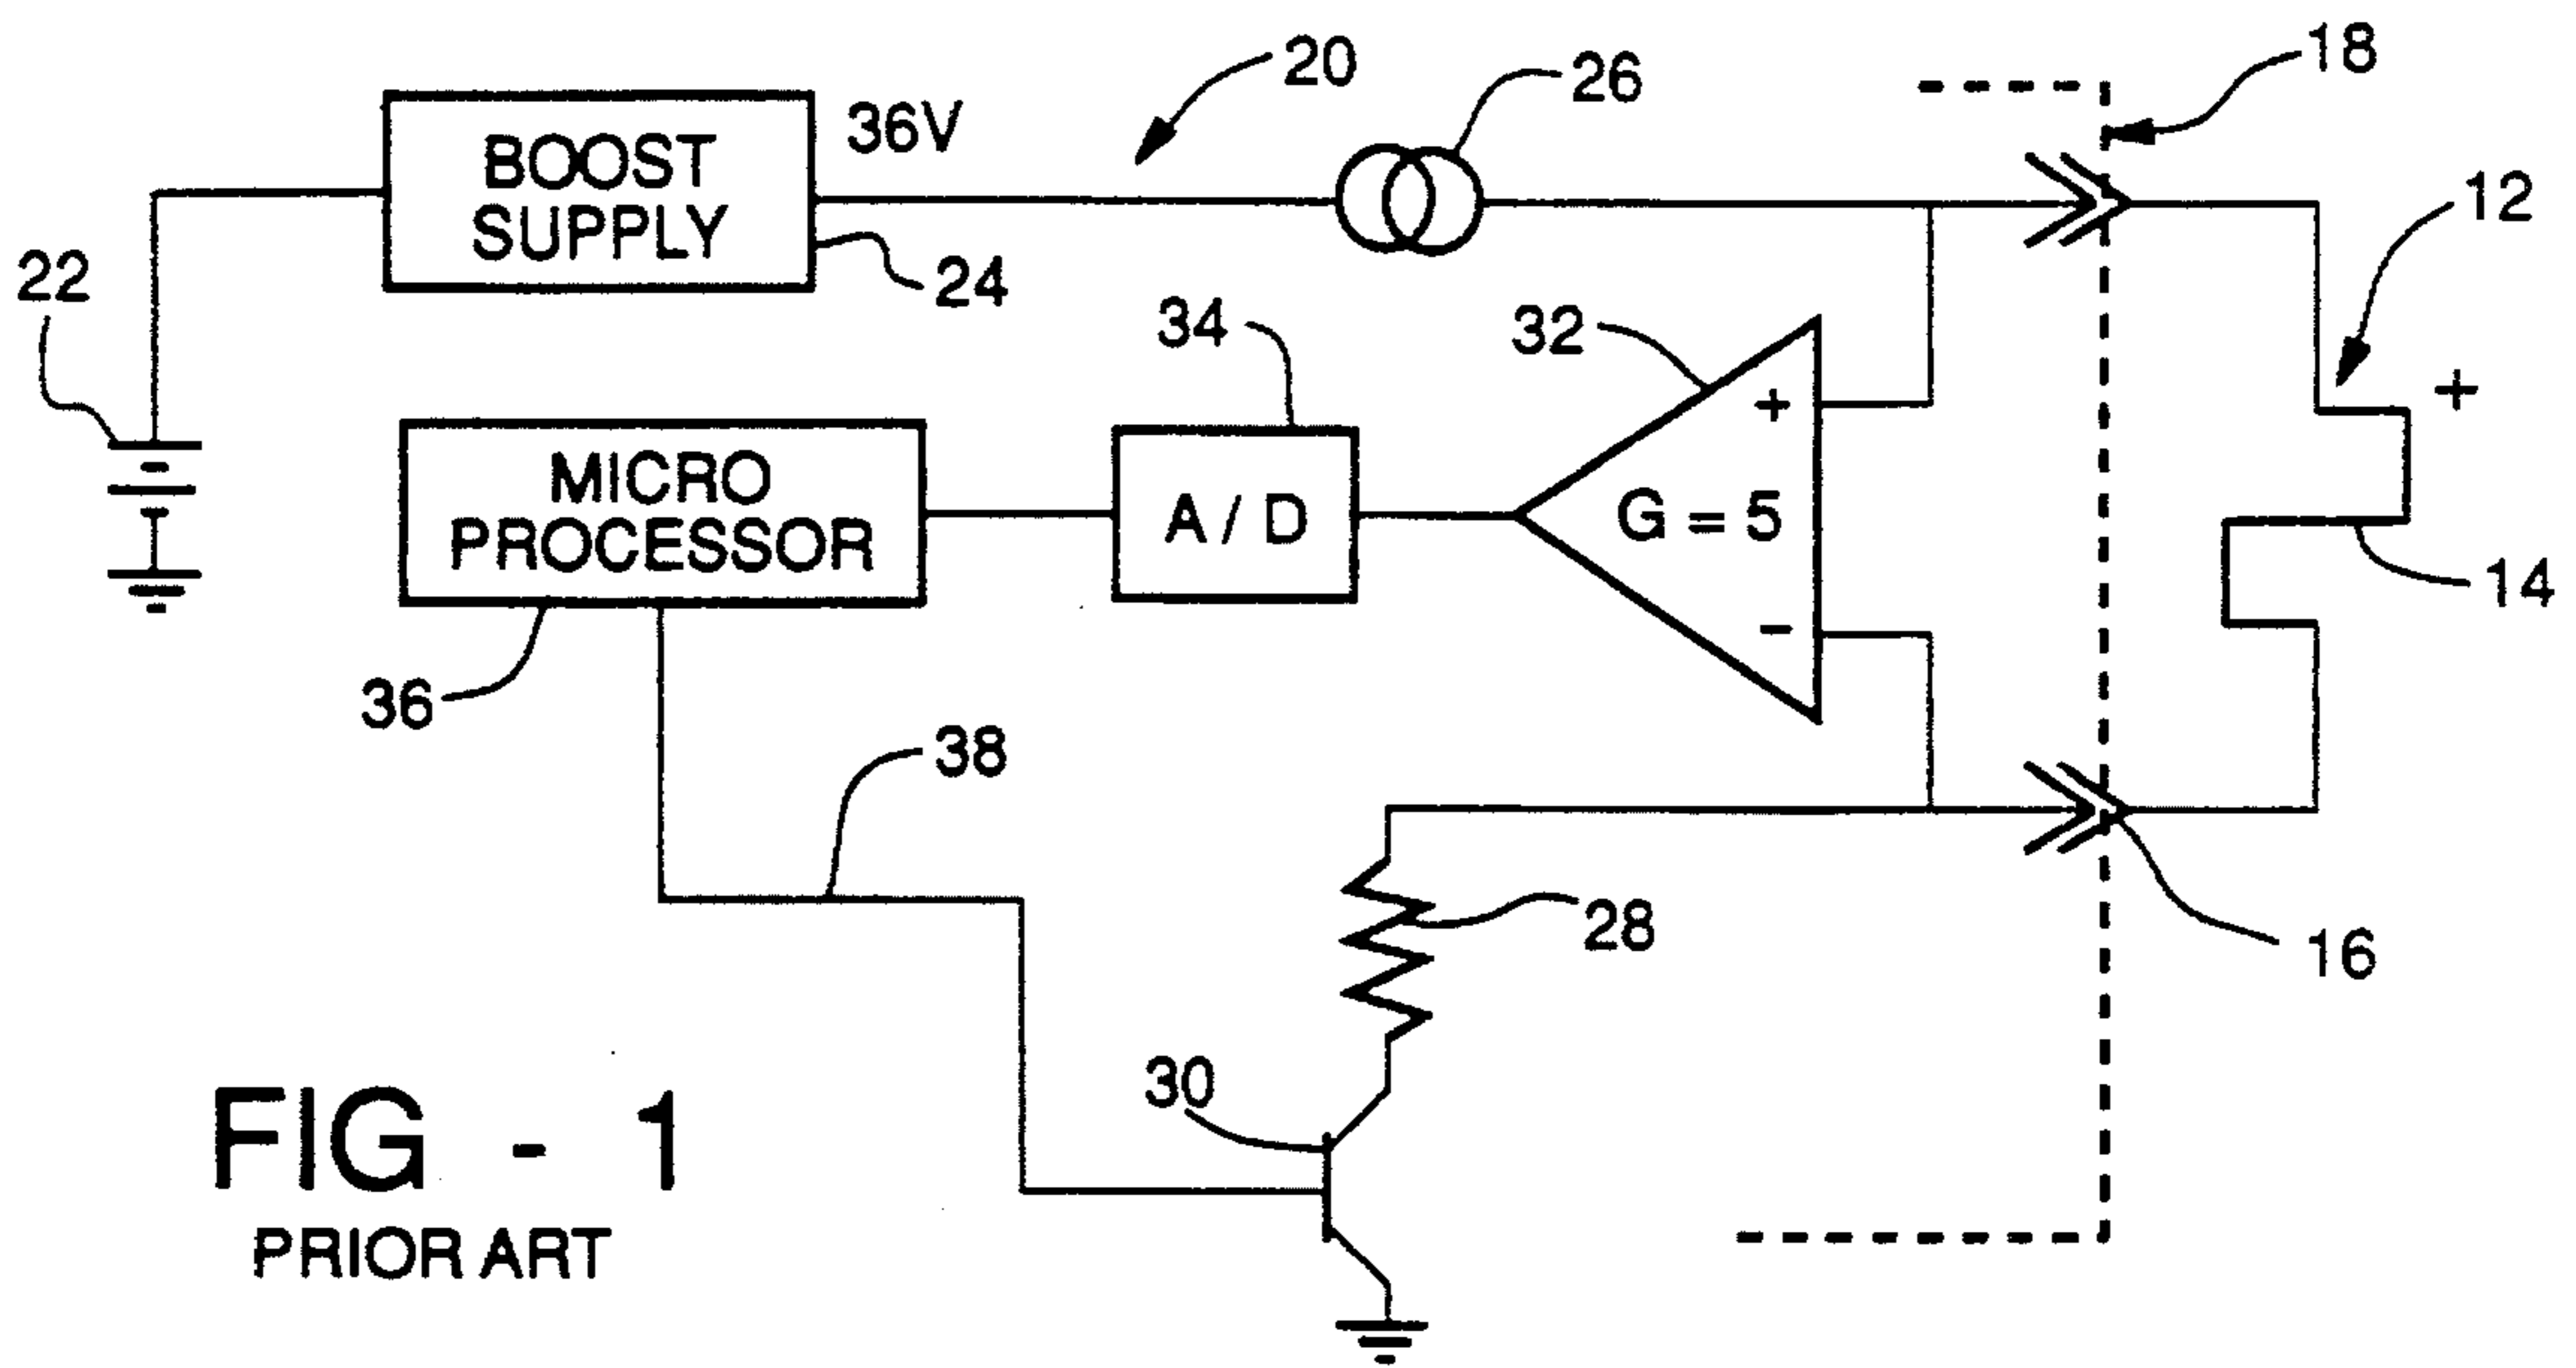 20
26
18
36V
BOOST
SUPPLY
24
12
22
34
32
+
+
MICRO
PROCESSOR
A / D
G = 5
14
-
36
38
28
16
30
FIG - 1
PRIOR ART